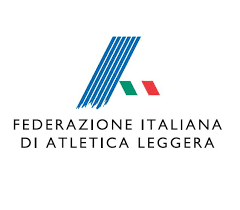 FEDERAZIONE ITALIANA
DI ATLETICA LEGGERA